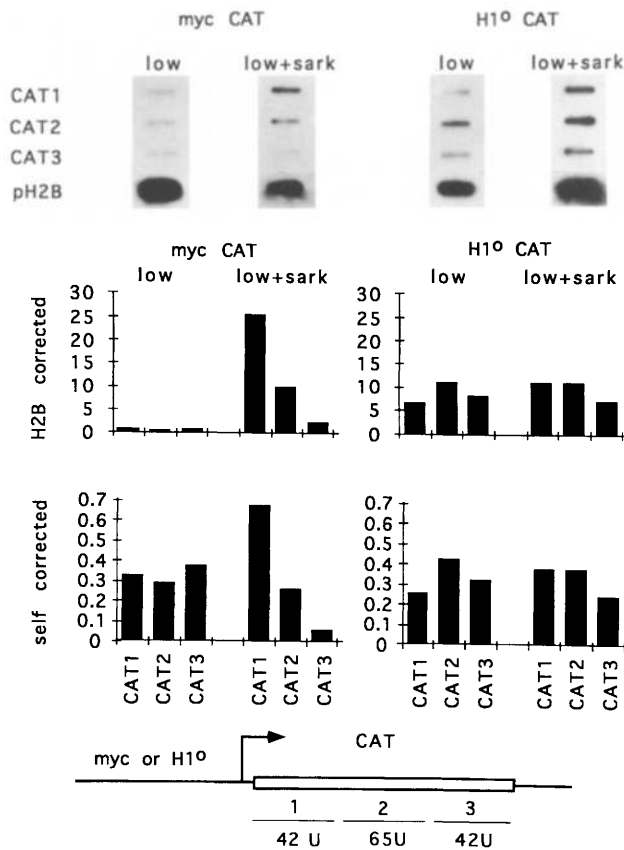 myc CAT H1º CAT
low low+sark low low+sark
CAT1
CAT2
CAT3
pH2B
myc CAT H1º CAT
low low+sark low low+sark
H2B corrected
30
25
20
15
10
5
0
30
25
20
15
10
5
0
self corrected
0.7
0.6
0.5
0.4
0.3
0.2
0.1
0
0.7
0.6
0.5
0.4
0.3
0.2
0.1
0
CAT1 CAT2 CAT3 CAT1 CAT2 CAT3 CAT1 CAT2 CAT3 CAT1 CAT2 CAT3
myc or H1º CAT
1 2 3
42 U 65U 42U